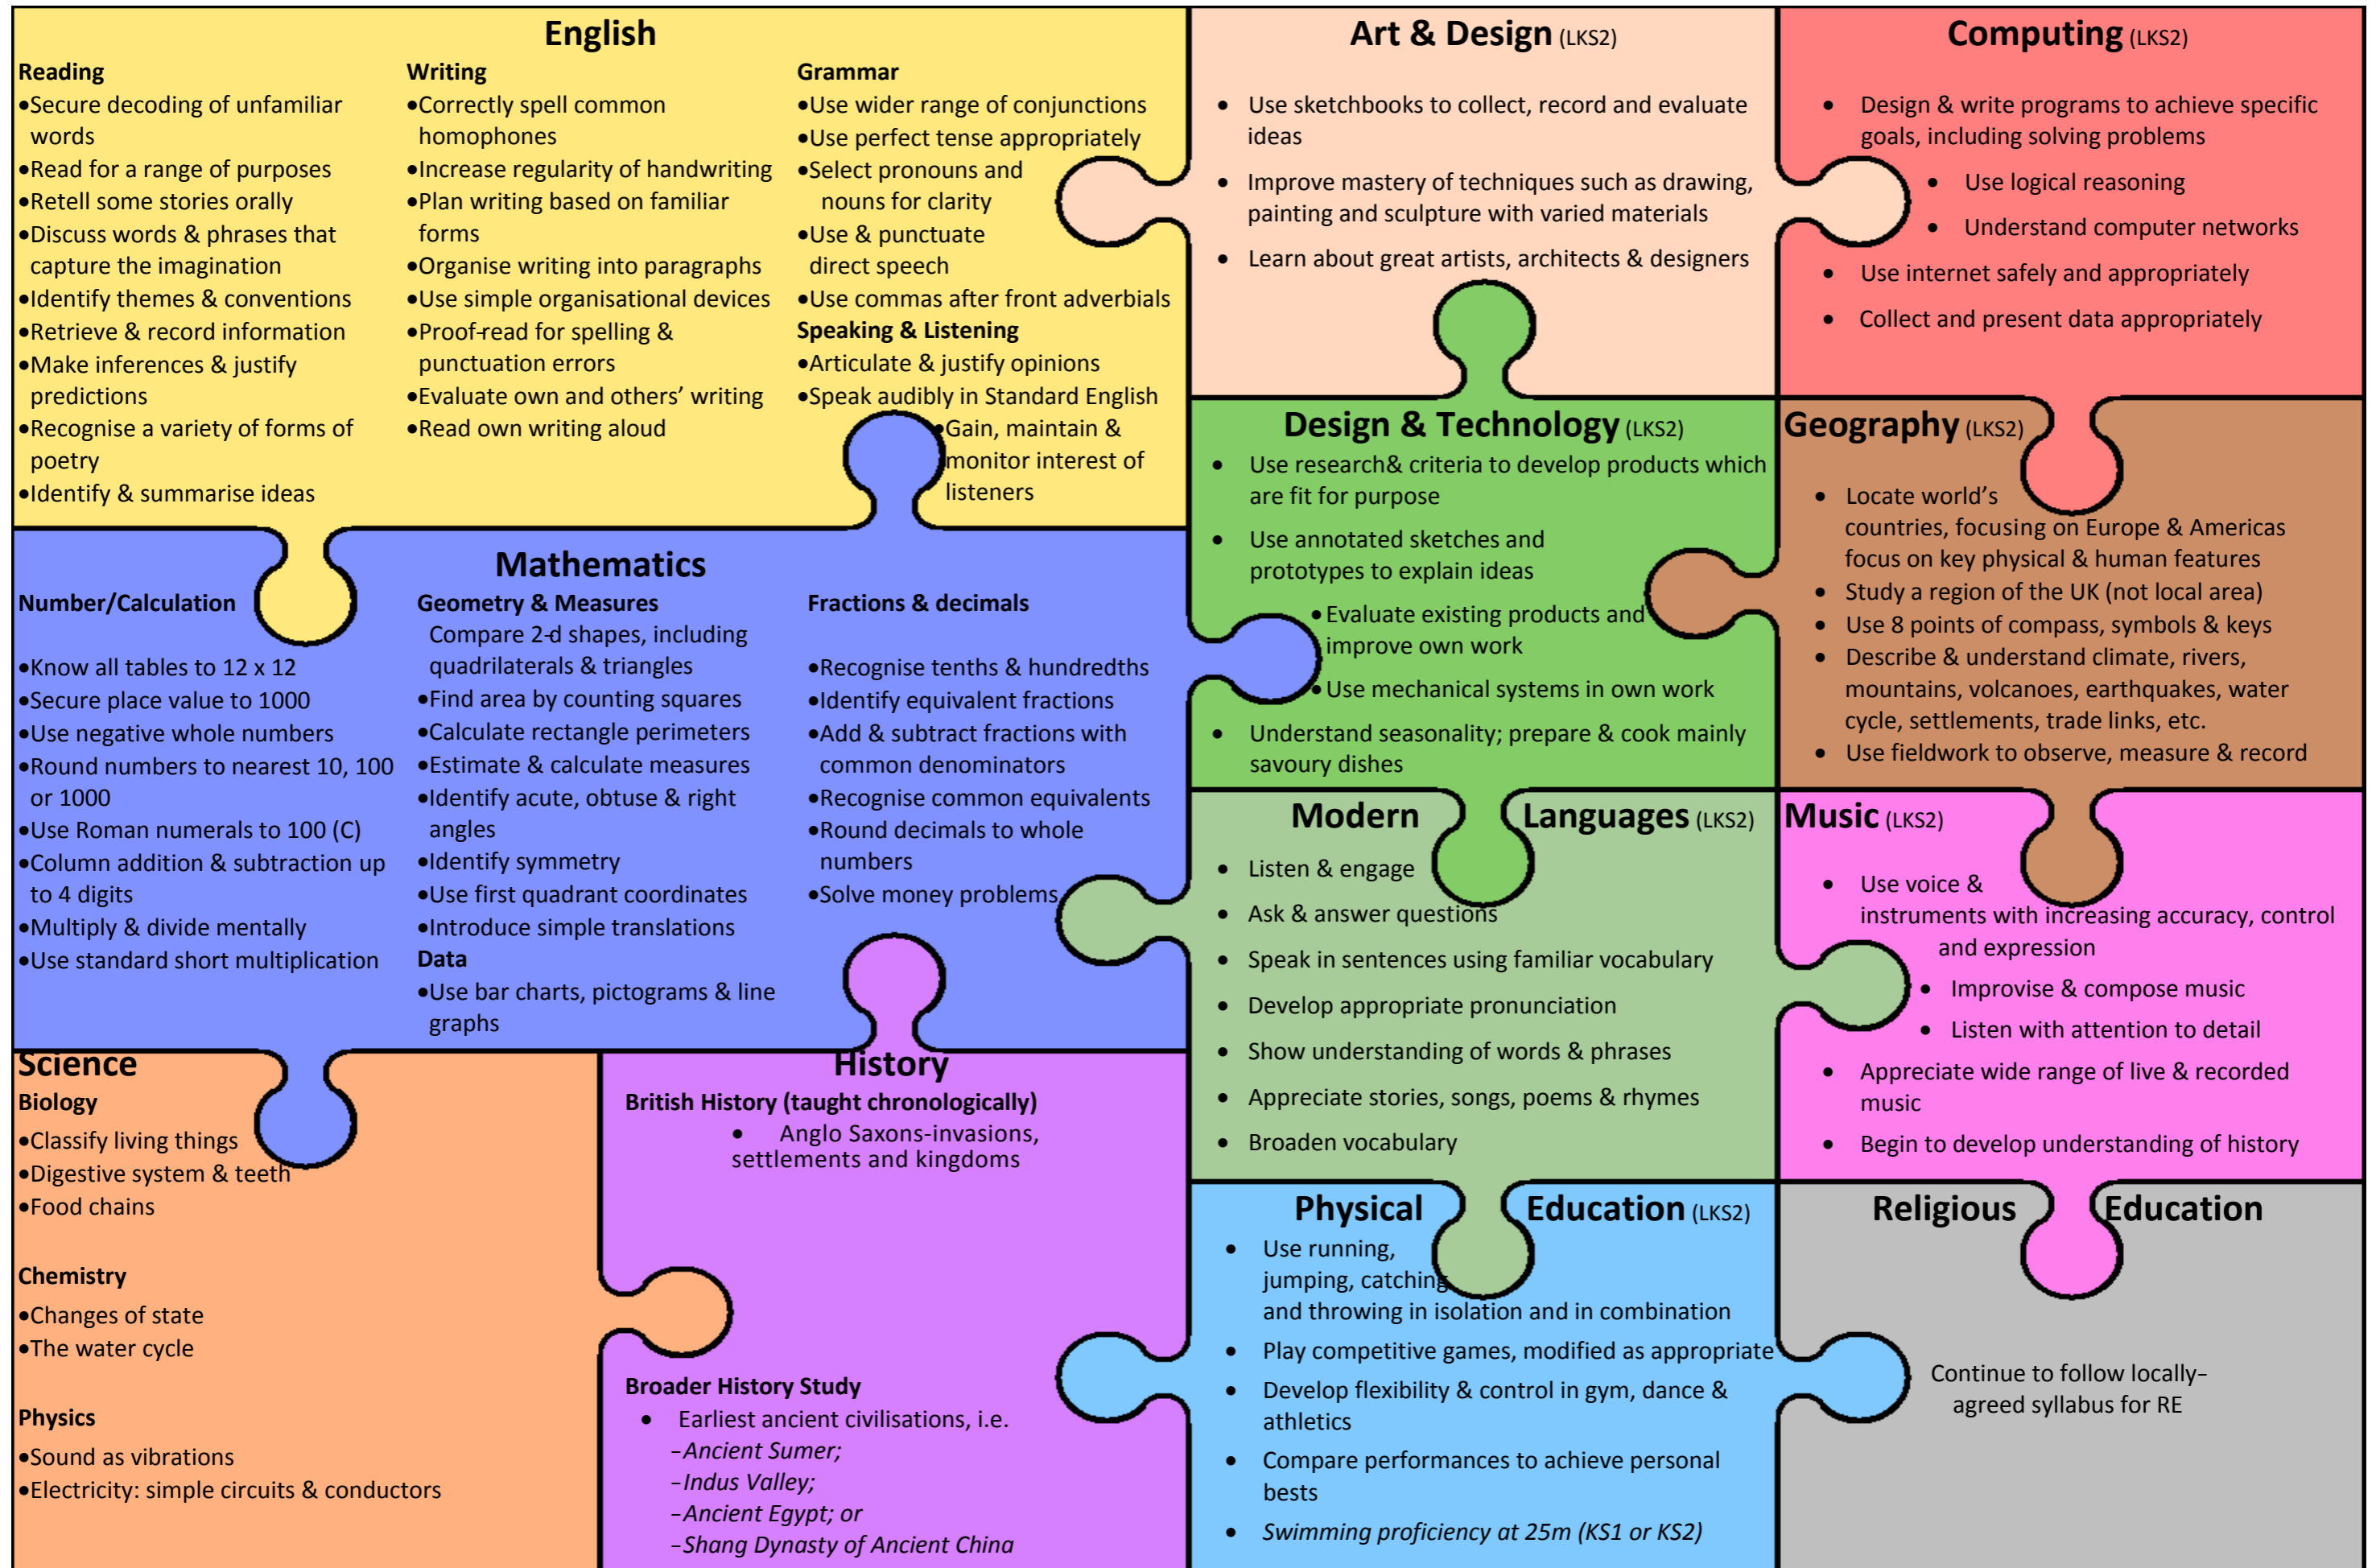 English
Reading
•Secure decoding of unfamiliar
words
•Read for a range of purposes
•Retell some stories orally
•Discuss words & phrases that
capture the imagination
•Identify themes & conventions
•Retrieve & record information
•Make inferences & justify
predictions
•Recognise a variety of forms of
poetry
•Identify & summarise ideas
Writing
•Correctly spell common
homophones
•Increase regularity of handwriting
•Plan writing based on familiar
forms
•Organise writing into paragraphs
•Use simple organisational devices
•Proof-read for spelling &
punctuation errors
•Evaluate own and others’ writing
•Read own writing aloud
Grammar
•Use wider range of conjunctions
•Use perfect tense appropriately
•Select pronouns and
nouns for clarity
•Use & punctuate
direct speech
•Use commas after front adverbials
Speaking & Listening
•Articulate & justify opinions
•Speak audibly in Standard English
•Gain, maintain &
monitor interest of
listeners
Art & Design (LKS2)
• Use sketchbooks to collect, record and evaluate
ideas
• Improve mastery of techniques such as drawing,
painting and sculpture with varied materials
• Learn about great artists, architects & designers
Computing (LKS2)
• Design & write programs to achieve specific
goals, including solving problems
• Use logical reasoning
• Understand computer networks
• Use internet safely and appropriately
• Collect and present data appropriately
Mathematics
Number/Calculation
•Know all tables to 12 x 12
•Secure place value to 1000
•Use negative whole numbers
•Round numbers to nearest 10, 100
or 1000
•Use Roman numerals to 100 (C)
•Column addition & subtraction up
to 4 digits
•Multiply & divide mentally
•Use standard short multiplication
Geometry & Measures
Compare 2-d shapes, including
quadrilaterals & triangles
•Find area by counting squares
•Calculate rectangle perimeters
•Estimate & calculate measures
•Identify acute, obtuse & right
angles
•Identify symmetry
•Use first quadrant coordinates
•Introduce simple translations
Data
•Use bar charts, pictograms & line
graphs
Fractions & decimals
•Recognise tenths & hundredths
•Identify equivalent fractions
•Add & subtract fractions with
common denominators
•Recognise common equivalents
•Round decimals to whole
numbers
•Solve money problems
Design & Technology (LKS2)
• Use research& criteria to develop products which
are fit for purpose
• Use annotated sketches and
prototypes to explain ideas
•Evaluate existing products and
improve own work
•Use mechanical systems in own work
• Understand seasonality; prepare & cook mainly
savoury dishes
Geography (LKS2)
• Locate world’s
countries, focusing on Europe & Americas
focus on key physical & human features
• Study a region of the UK (not local area)
• Use 8 points of compass, symbols & keys
• Describe & understand climate, rivers,
mountains, volcanoes, earthquakes, water
cycle, settlements, trade links, etc.
• Use fieldwork to observe, measure & record
Modern Languages (LKS2)
• Listen & engage
• Ask & answer questions
• Speak in sentences using familiar vocabulary
• Develop appropriate pronunciation
• Show understanding of words & phrases
• Appreciate stories, songs, poems & rhymes
• Broaden vocabulary
Music (LKS2)
• Use voice &
instruments with increasing accuracy, control
and expression
• Improvise & compose music
• Listen with attention to detail
• Appreciate wide range of live & recorded
music
• Begin to develop understanding of history
Science
Biology
•Classify living things
•Digestive system & teeth
•Food chains
Chemistry
•Changes of state
•The water cycle
Physics
•Sound as vibrations
•Electricity: simple circuits & conductors
History
British History (taught chronologically)
• Anglo Saxons-invasions,
settlements and kingdoms
Broader History Study
• Earliest ancient civilisations, i.e.
–Ancient Sumer;
–Indus Valley;
–Ancient Egypt; or
–Shang Dynasty of Ancient China
Physical Education (LKS2)
• Use running,
jumping, catching
and throwing in isolation and in combination
• Play competitive games, modified as appropriate
• Develop flexibility & control in gym, dance &
athletics
• Compare performances to achieve personal
bests
• Swimming proficiency at 25m (KS1 or KS2)
Religious Education
Continue to follow locally-
agreed syllabus for RE